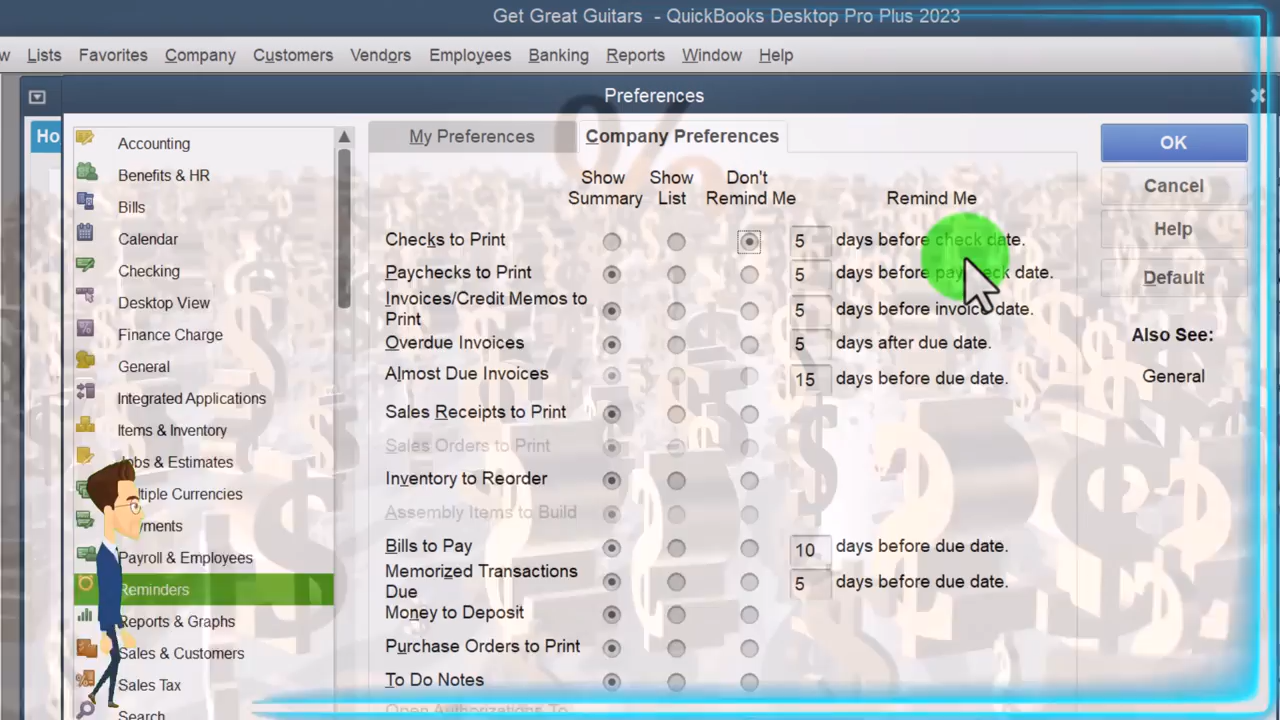 Get Great Guitars - QuickBooks Desktop Pro Plus 2023
Lists Favorites Company Customers Vendors Employees Banking Reports Window Help
Preferences
Ho
Accounting
Benefits & HR
Bills
Calendar
Checking
Desktop View
Finance Charge
General
Integrated Applications
Items & Inventory
& Estimates
Currencies
Payroll & Employees
Reminders
Reports & Graphs
Sales & Customers
Sales Tax
Search
My Preferences Company Preferences
Show Summary
Show List
Don't Remind Me
Remind Me
Checks to Print 5 days before check date.
Paychecks to Print 5 days before paycheck date.
Invoices/Credit Memos to Print 5 days before invoice date.
Overdue Invoices 5 days after due date.
Almost Due Invoices 15 days before due date.
Sales Receipts to Print
Sales Orders to Print
Inventory to Reorder
Assembly Items to Build
Bills to Pay 10 days before due date.
Memorized Transactions Due 5 days before due date.
Money to Deposit
Purchase Orders to Print
To Do Notes
Open Authorizations To
OK
Cancel
Help
Default
Also See:
General